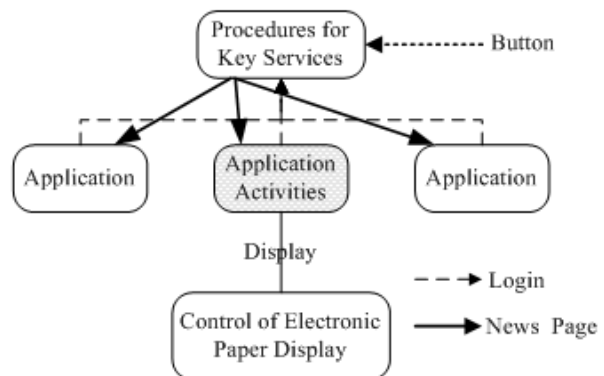 Procedures for
Key Services
Button
Application
Application
Activities
Application
Display
Login
News Page
Control of Electronic
Paper Display